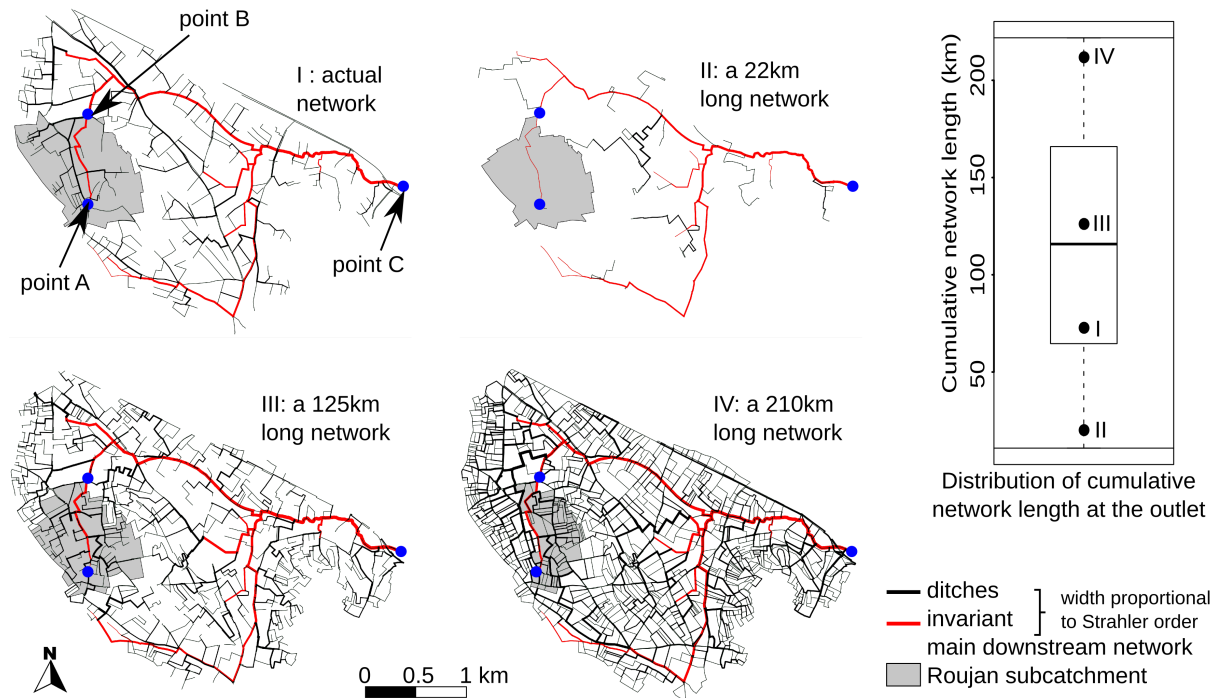 point B
I : actual
network
point A
point C
II: a 22km
long network
III: a 125km
long network
IV: a 210km
long network
N
0 0.5 1 km
Cumulative network length (km)
50
100
150
200
IV
III
I
II
Distribution of cumulative
network length at the outlet
ditches
invariant
main downstream network
width proportional
to Strahler order
Roujan subcatchment